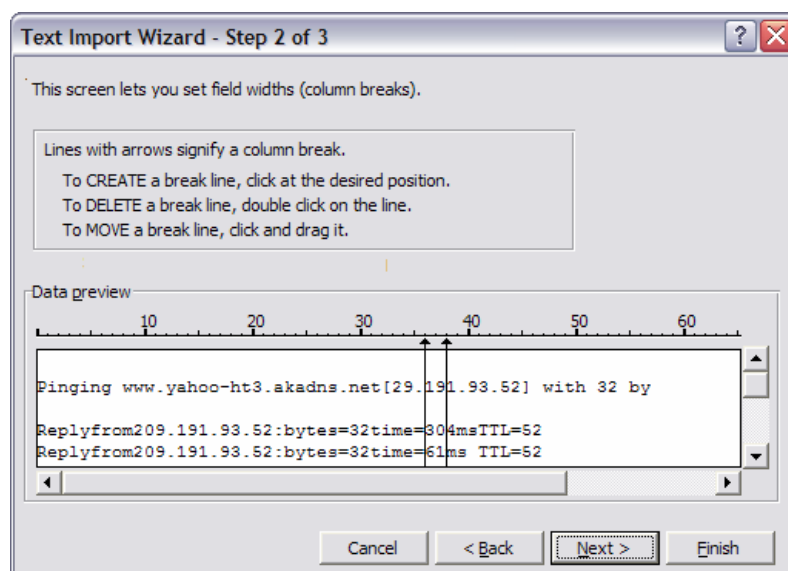 Text Import Wizard - Step 2 of 3
This screen lets you set field widths (column breaks).
Lines with arrows signify a column break.
To CREATE a break line, click at the desired position.
To DELETE a break line, double click on the line.
To MOVE a break line, click and drag it.
Data preview
10 20 30 40 50 60
Pinging www.yahoo-ht3.akadns.net[29.191.93.52] with 32 by
Replyfrom209.191.93.52:bytes=32time=304msTTL=52
Replyfrom209.191.93.52:bytes=32time=61ms TTL=52
Cancel < Back Next > Finish